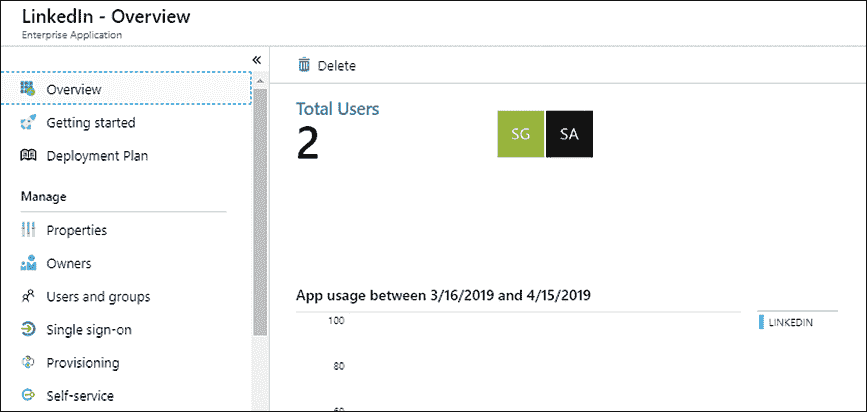 LinkedIn - Overview
Enterprise Application
«
Overview
Getting started
Deployment Plan
Manage
Properties
Owners
Users and groups
Single sign-on
Provisioning
Self-service
Delete
Total Users
2
SG SA
App usage between 3/16/2019 and 4/15/2019
100
80
60
LINKEDIN